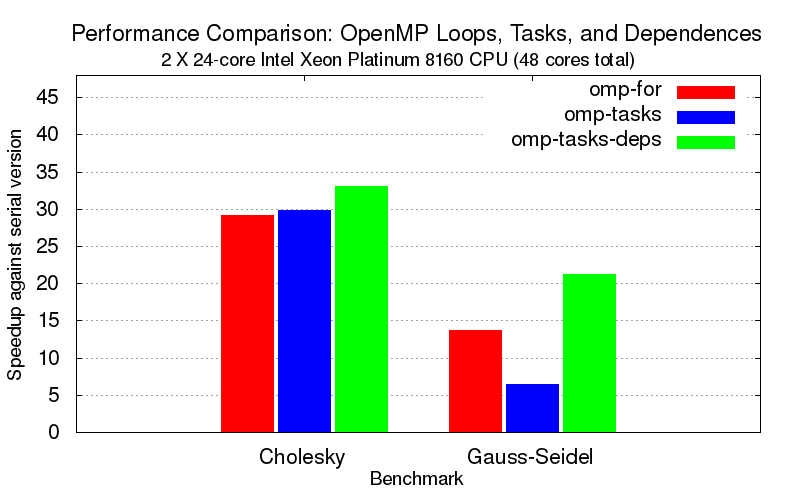 Performance Comparison: OpenMP Loops, Tasks, and Dependences
2 X 24-core Intel Xeon Platinum 8160 CPU (48 cores total)
omp-for
omp-tasks
omp-tasks-deps
Speedup against serial version
45
40
35
30
25
20
15
10
5
0
Cholesky
Gauss-Seidel
Benchmark